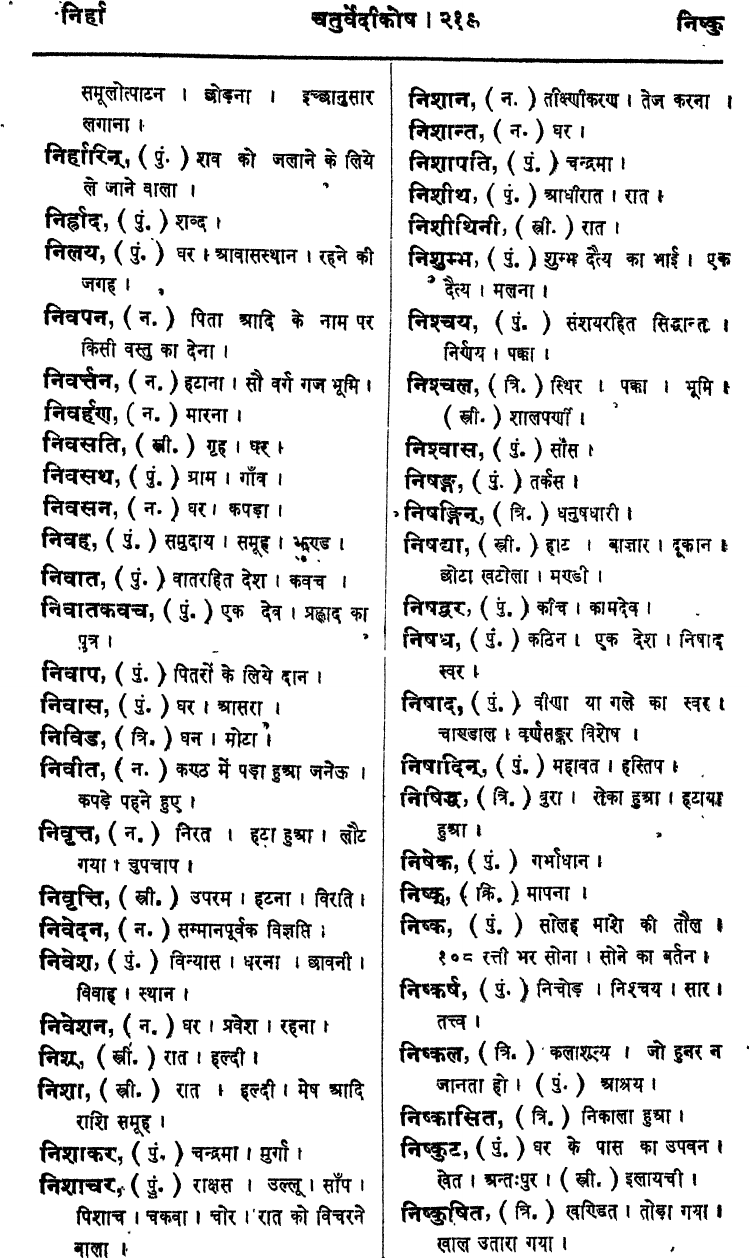 निर्हा
चतुर्वेदीकोष । २१९
निष्कु
समूलोत्पाटन । छोड़ना । इच्छानुसार
लगाना ।
निर्हारिन्, ( पुं. ) शव को जलाने के लिये
ले जाने वाला ।
निर्ह्राद, ( पुं. ) शब्द ।
निलय, ( पुं. ) घर । आवासस्थान । रहने की
जगह ।
निवपन, ( न. ) पिता आदि के नाम पर
किसी वस्तु का देना ।
निवर्त्तन, ( न. ) हटाना । सौ वर्ग गज भूमि ।
निवर्हण, ( न. ) मारना ।
निवसति, ( स्त्री. ) गृह । घर ।
निवसथ, ( पुं. ) ग्राम । गाँव ।
निवसन, ( न. ) घर । कपड़ा ।
निवह, ( पुं. ) समुदाय । समूह । झुण्ड ।
निवात, ( पुं. ) वातरहित देश । कवच ।
निवातकवच, ( पुं. ) एक देव । प्रह्लाद का
पुत्र ।
निवाप, ( पुं. ) पितरों के लिये दान ।
निवास, ( पुं. ) घर । आसरा ।
निविड, ( त्रि. ) घन । मोटा ।
निवीत, ( न. ) कण्ठ में पड़ा हुआ जनेऊ ।
कपड़े पहने हुए ।
निवृत्त, ( न. ) निरत । हटा हुआ । लौट
गया । चुपचाप ।
निवृत्ति, ( स्त्री. ) उपरम । हटना । विरति ।
निवेदन, ( न. ) सम्मानपूर्वक विज्ञप्ति ।
निवेश, ( पुं. ) विन्यास । धरना । छावनी ।
विवाह । स्थान ।
निवेशन, ( न. ) घर । प्रवेश । रहना ।
निश्, ( स्त्री. ) रात । हल्दी ।
निशा, ( स्त्री. ) रात । हल्दी । मेष आदि
राशि समूह ।
निशाकर, ( पुं. ) चन्द्रमा । मुर्गा ।
निशाचर, ( पुं. ) राक्षस । उल्लू । साँप ।
पिशाच । चकवा । चोर । रात को विचरने
वाला ।
निशान, ( न. ) तीक्ष्णीकरण । तेज करना ।
निशान्त, ( न. ) घर ।
निशापति, ( पुं. ) चन्द्रमा ।
निशीथ, ( पुं. ) आधीरात । रात ।
निशीथिनी, ( स्त्री. ) रात ।
निशुम्भ, ( पुं. ) शुम्भ दैत्य का भाई । एक
दैत्य । मलना ।
निश्चय, ( पुं. ) संशयरहित सिद्धान्त ।
निर्णय । पक्का ।
निश्चल, ( त्रि. ) स्थिर । पक्का । भूमि ।
( स्त्री. ) शालपर्णी ।
निश्वास, ( पुं. ) साँस ।
निषङ्ग, ( पुं. ) तर्कस ।
निषङ्गिन्, ( त्रि. ) धनुषधारी ।
निषद्या, ( स्त्री. ) हाट । बाजार । दूकान ।
छोटा खटोला । मण्डी ।
निषद्वर, ( पुं. ) कीच । कामदेव ।
निषध, ( पुं. ) कठिन । एक देश । निषाद
स्वर ।
निषाद, ( पुं. ) वीणा या गले का स्वर ।
चाण्डाल । वर्णसङ्कर विशेष ।
निषादिन्, ( पुं. ) महावत । हस्तिप ।
निषिद्ध, ( त्रि. ) बुरा । रोका हुआ । हटाया
हुआ ।
निषेक, ( पुं. ) गर्भाधान ।
निष्क्, ( क्रि. ) मापना ।
निष्क, ( पुं. ) सोलह माशे की तौल ।
१०८ रत्ती भर सोना । सोने का बर्तन ।
निष्कर्ष, ( पुं. ) निचोड़ । निश्चय । सार ।
तत्त्व ।
निष्कल, ( त्रि. ) कलाशून्य । जो हुनर न
जानता हो । ( पुं. ) आश्रय ।
निष्कासित, ( त्रि. ) निकाला हुआ ।
निष्कुट, ( पुं. ) घर के पास का उपवन ।
खेत । अन्तःपुर । ( स्त्री. ) इलायची ।
निष्कुषित, ( त्रि. ) खण्डित । तोड़ा गया ।
खाल उतारा गया ।